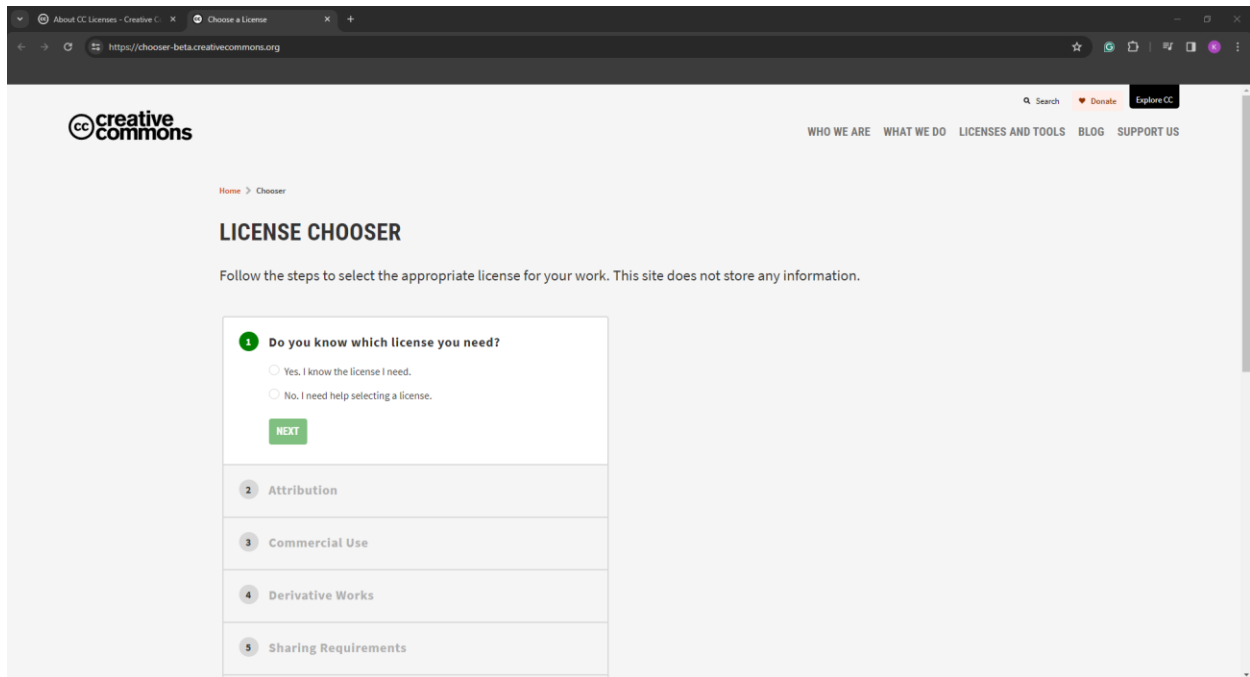 About CC Licenses - Creative C
Choose a License
https://chooser-beta.creativecommons.org
K
Search
Donate
Explore CC
cc creative
commons
WHO WE ARE WHAT WE DO LICENSES AND TOOLS BLOG SUPPORT US
Home > Chooser
LICENSE CHOOSER
Follow the steps to select the appropriate license for your work. This site does not store any information.
1 Do you know which license you need?
Yes. I know the license I need.
No. I need help selecting a license.
NEXT
2 Attribution
3 Commercial Use
4 Derivative Works
5 Sharing Requirements